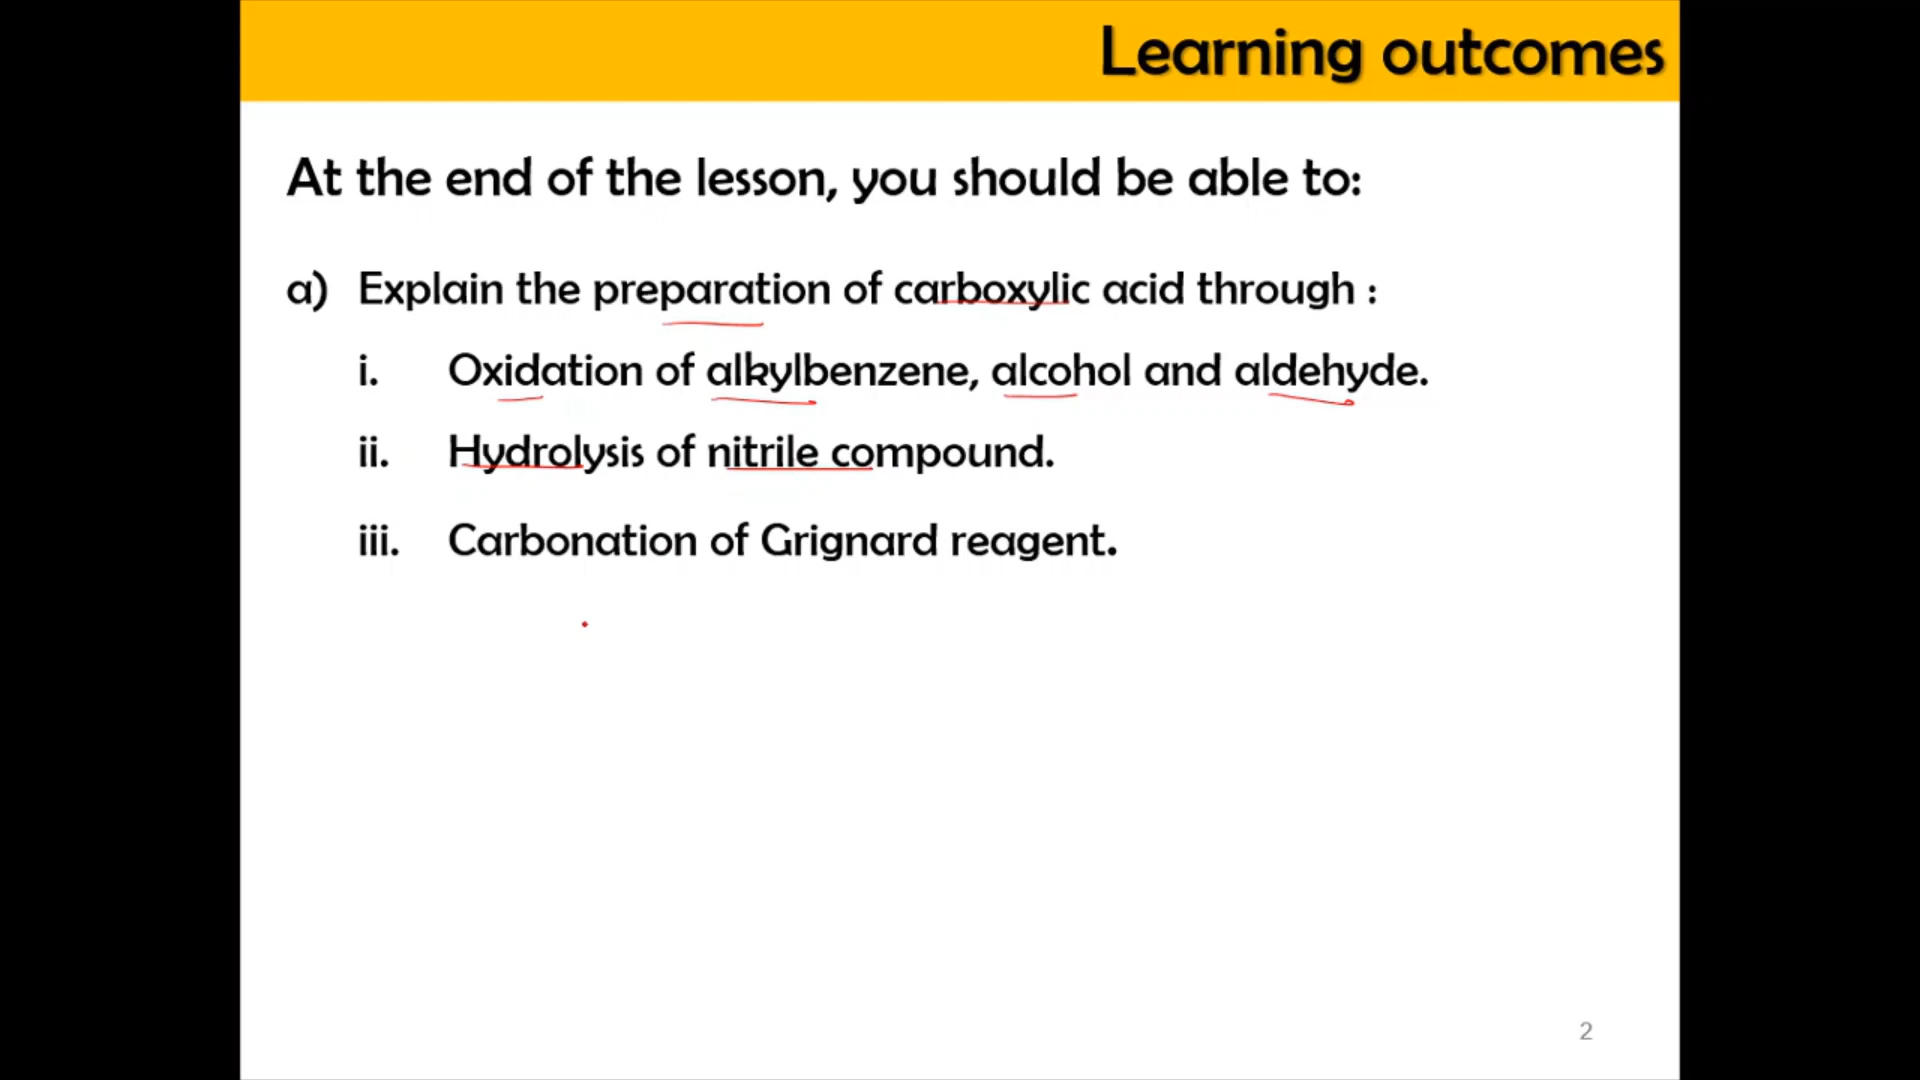 Learning outcomes
At the end of the lesson, you should be able to:
a) Explain the preparation of carboxylic acid through :
i. Oxidation of alkylbenzene, alcohol and aldehyde.
ii. Hydrolysis of nitrile compound.
iii. Carbonation of Grignard reagent.
2